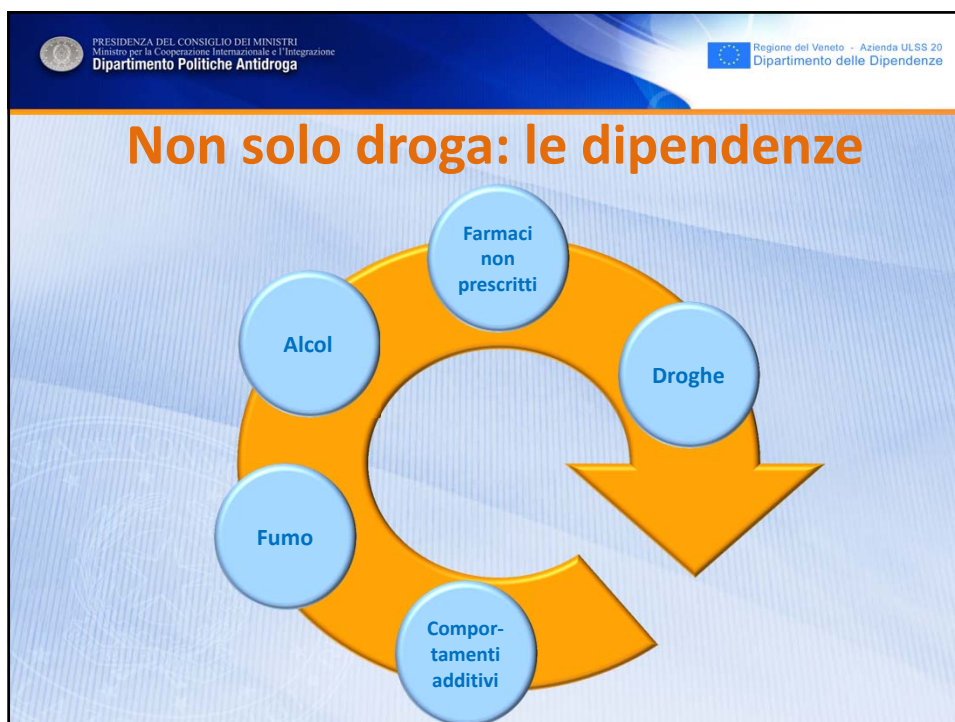 PRESIDENZA DEL CONSIGLIO DEI MINISTRI
Ministro per la Cooperazione Internazionale e l'Integrazione
Dipartimento Politiche Antidroga
Regione del Veneto - Azienda ULSS 20
Dipartimento delle Dipendenze
Non solo droga: le dipendenze
Farmaci
non
prescritti
Alcol
Droghe
Fumo
Compor-
tamenti
additivi